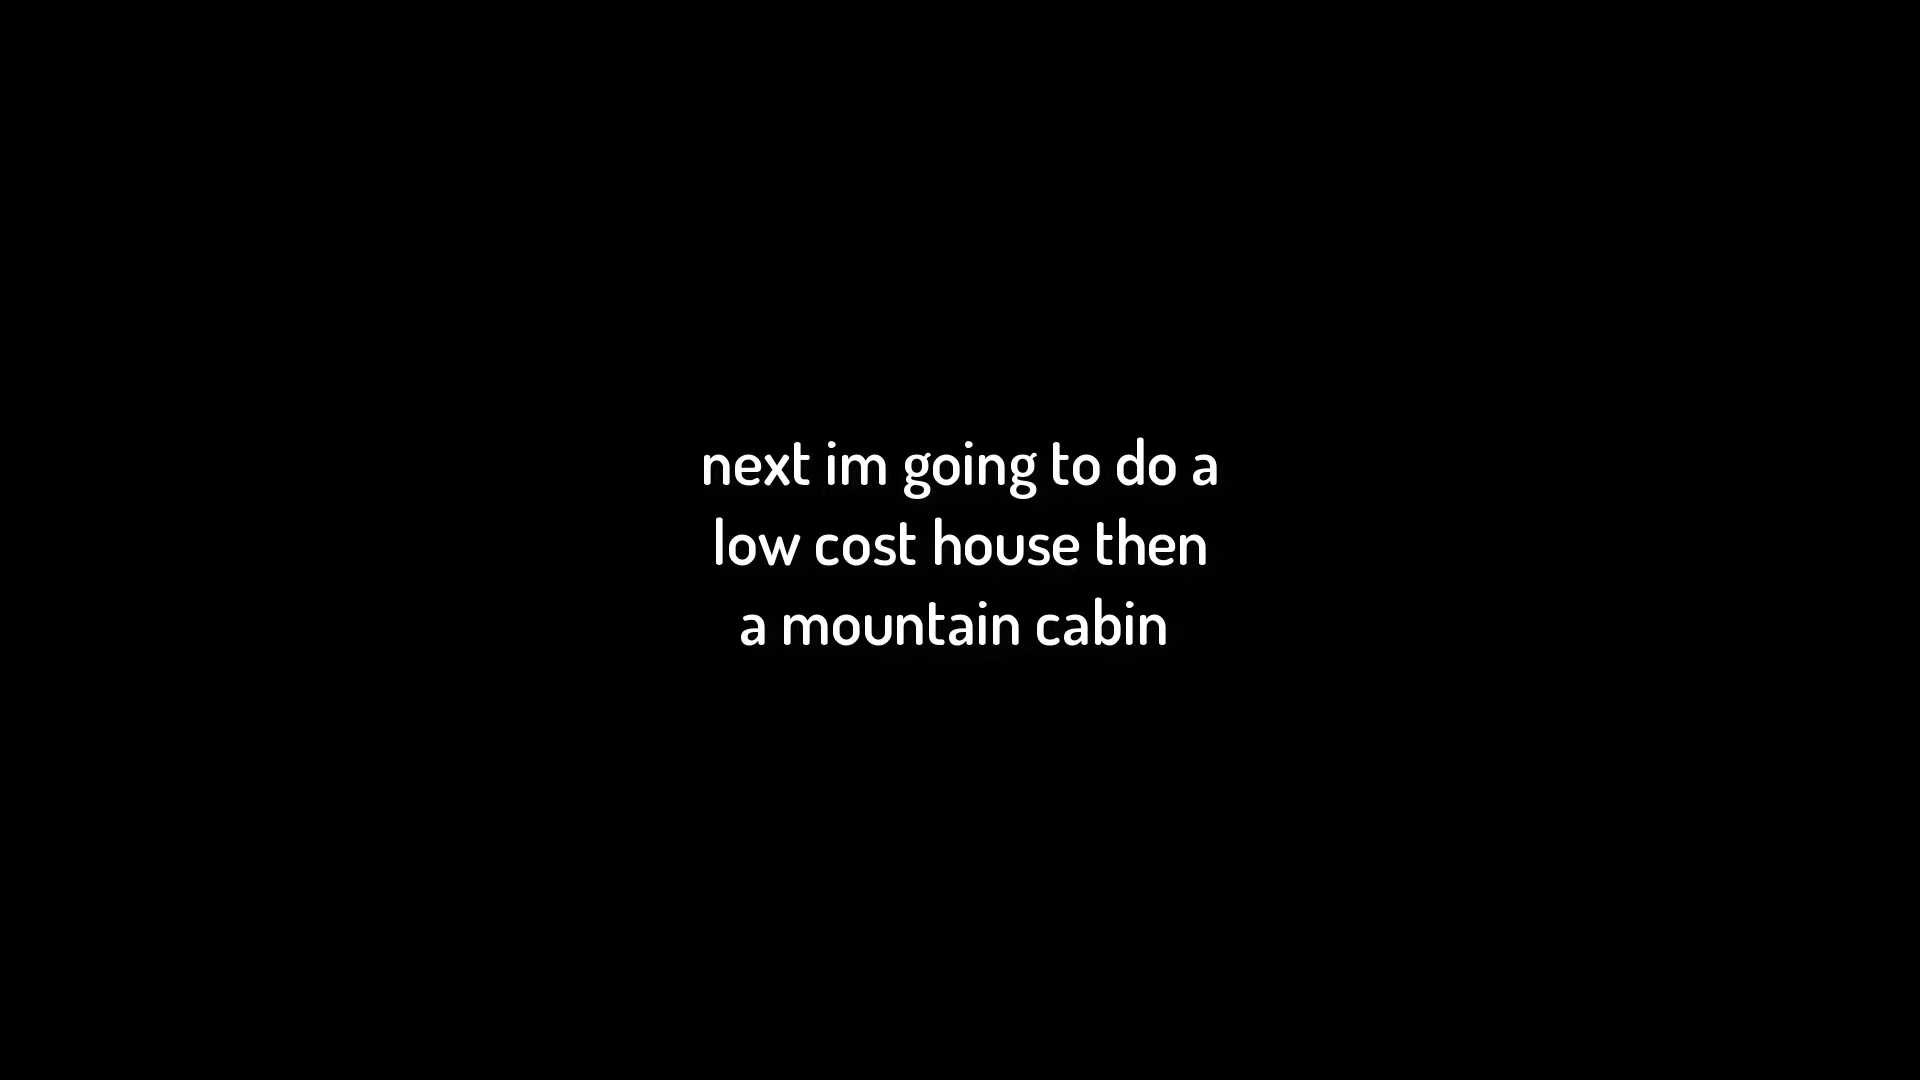 next im going to do a
low cost house then
a mountain cabin